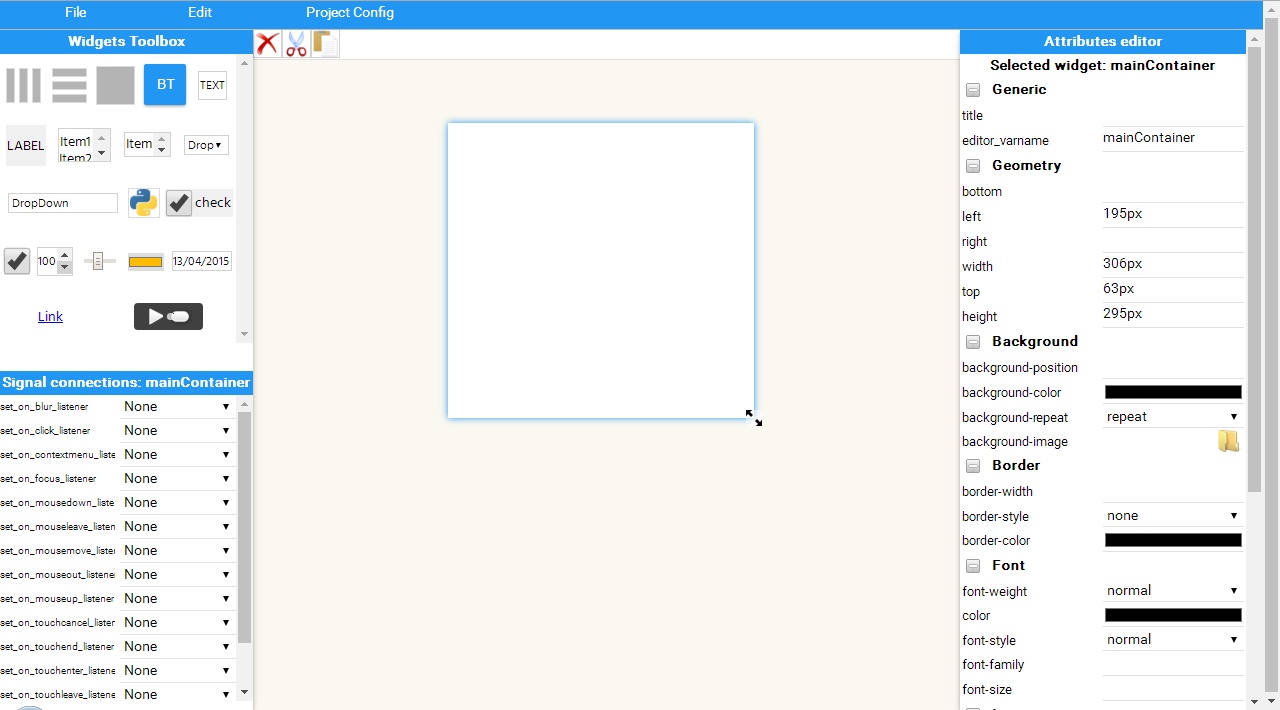 File Edit Project Config
Widgets Toolbox
BT TEXT
LABEL Item1 Item2 Item Drop▼
DropDown check
100 13/04/2015
Link
Signal connections: mainContainer
set_on_blur_listener None
set_on_click_listener None
set_on_contextmenu_liste None
set_on_focus_listener None
set_on_mousedown_liste None
set_on_mouseleave_listen None
set_on_mousemove_lister None
set_on_mouseout_listene None
set_on_mouseup_listener None
set_on_touchcancel_lister None
set_on_touchend_listener None
set_on_touchenter_listene None
set_on_touchleave_listene None
Attributes editor
Selected widget: mainContainer
Generic
title
editor_varname mainContainer
Geometry
bottom
left 195px
right
width 306px
top 63px
height 295px
Background
background-position
background-color
background-repeat repeat
background-image
Border
border-width
border-style none
border-color
Font
font-weight normal
color
font-style normal
font-family
font-size